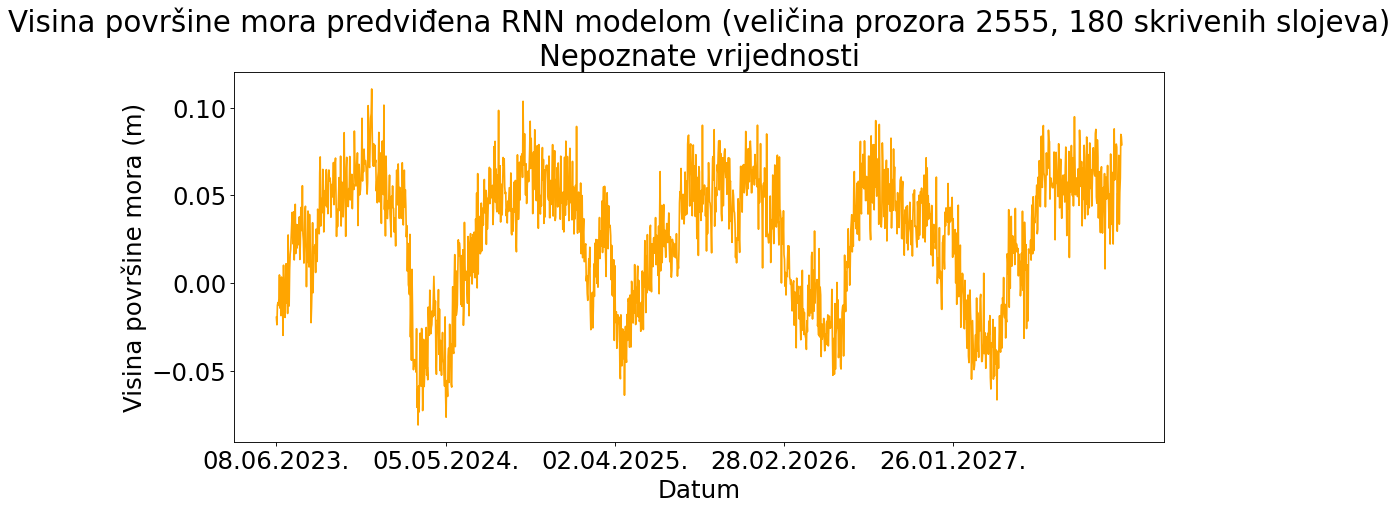 Visina površine mora predviđena RNN modelom (veličina prozora 2555, 180 skrivenih slojeva)
Nepoznate vrijednosti
Visina površine mora (m)
0.10
0.05
0.00
−0.05
08.06.2023. 05.05.2024. 02.04.2025. 28.02.2026. 26.01.2027.
Datum